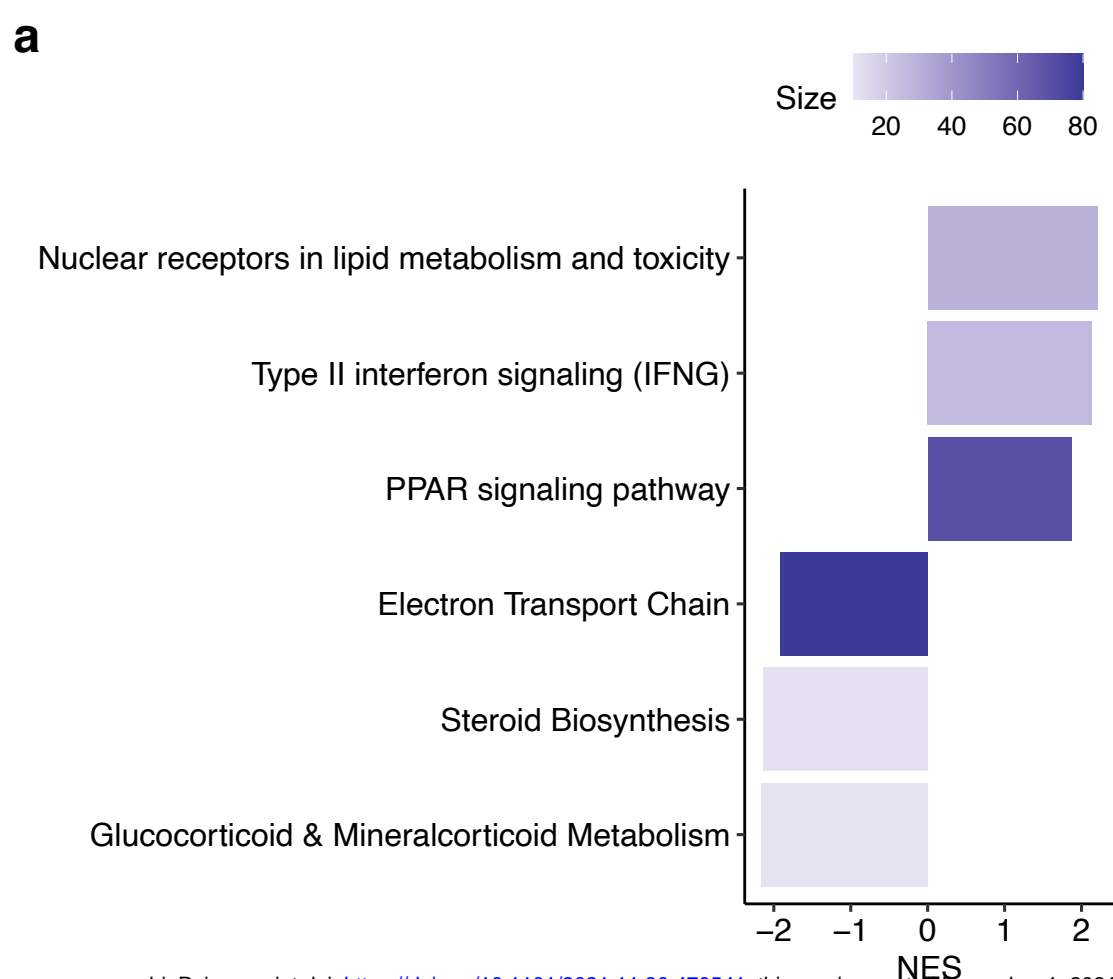 a
Size
20 40 60 80
Nuclear receptors in lipid metabolism and toxicity
Type II interferon signaling (IFNG)
PPAR signaling pathway
Electron Transport Chain
Steroid Biosynthesis
Glucocorticoid & Mineralcorticoid Metabolism
−2 −1 0 1 2
NES